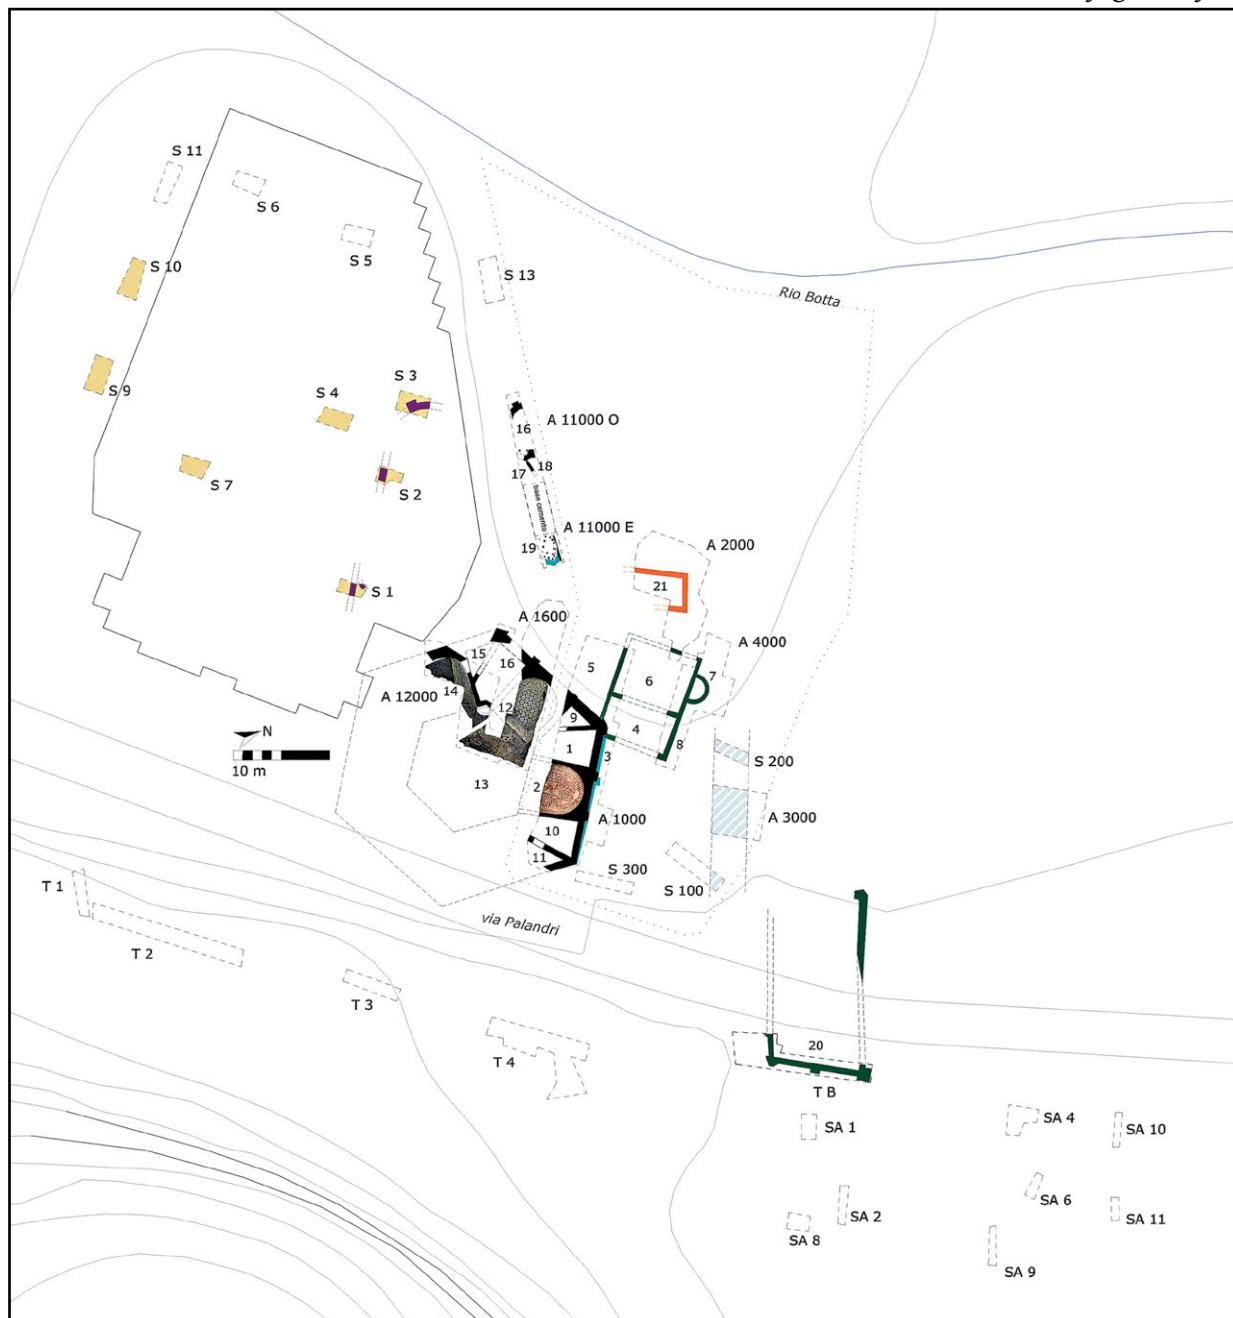 S 11
S 6
S 5
S 10
S 13
Rio Botta
S 9
S 3
S 4
A 11000 O
16
18
17
S 7
S 2
base cemento
A 11000 E
19
A 2000
21
S 1
A 1600
A 4000
15
16
5
6
7
14
A 12000
12
9
4
N
1
3
8
S 200
10 m
13
2
A 1000
A 3000
10
11
S 300
S 100
T 1
via Palandri
T 2
T 3
T 4
20
T B
SA 1
SA 4
SA 10
SA 6
SA 2
SA 11
SA 8
SA 9